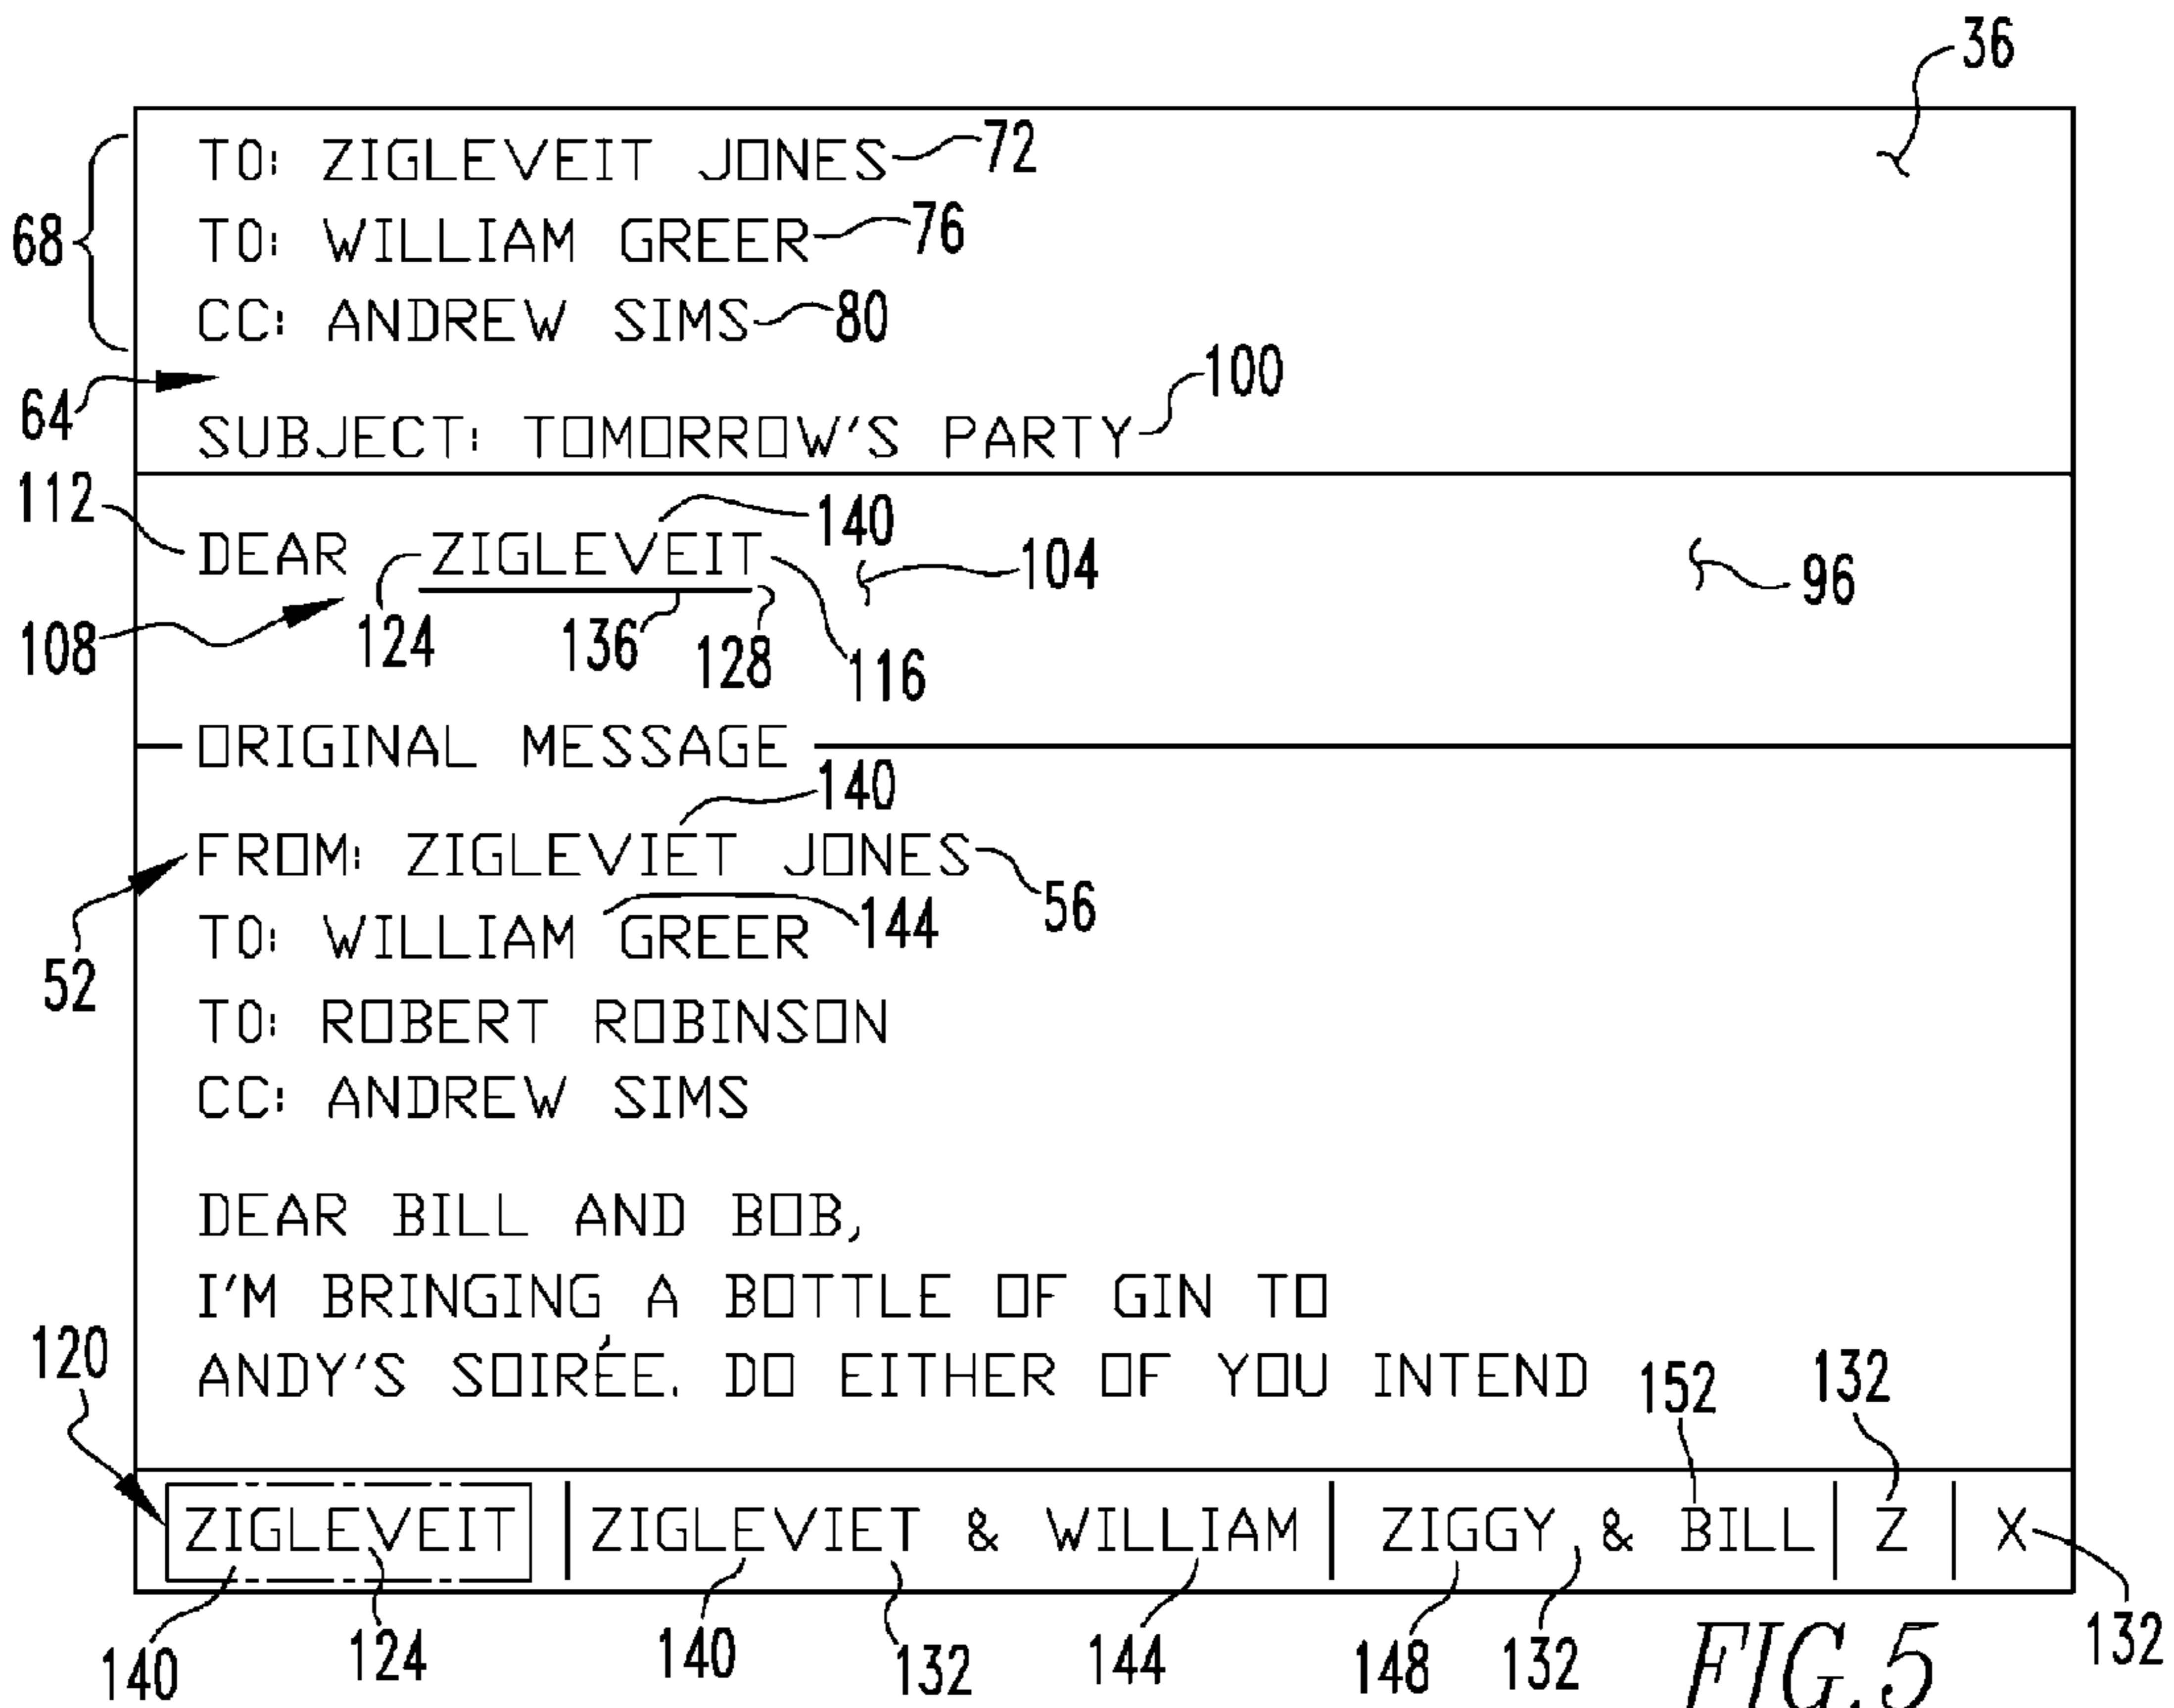 36
TO: ZIGLEVEIT JONES 72
68 TO: WILLIAM GREER 76
CC: ANDREW SIMS 80
64 100
SUBJECT: TOMORROW'S PARTY
112 140
DEAR ZIGLEVEIT 104 96
108 124 136 128 116
ORIGINAL MESSAGE
140
FROM: ZIGLEVIET JONES 56
52 TO: WILLIAM GREER 144
TO: ROBERT ROBINSON
CC: ANDREW SIMS
DEAR BILL AND BOB,
I'M BRINGING A BOTTLE OF GIN TO
120 ANDY'S SOIRÉE. DO EITHER OF YOU INTEND 152 132
ZIGLEVEIT | ZIGLEVIET & WILLIAM | ZIGGY & BILL | Z | X
140 124 140 132 144 148 132 132
FIG. 5